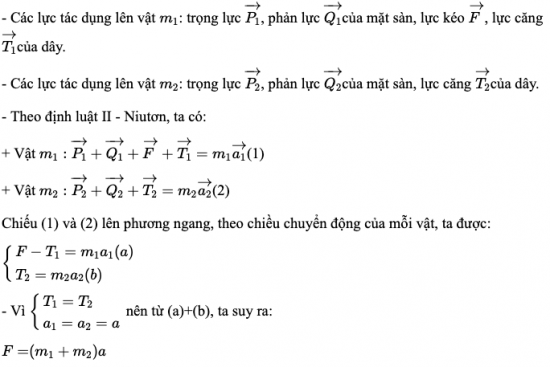 - Các lực tác dụng lên vật $m_1$: trọng lực $\overrightarrow{P_1}$, phản lực $\overrightarrow{Q_1}$của mặt sàn, lực kéo $\overrightarrow{F}$ , lực căng
$\overrightarrow{T_1}$của dây.
- Các lực tác dụng lên vật $m_2$: trọng lực $\overrightarrow{P_2}$, phản lực $\overrightarrow{Q_2}$của mặt sàn, lực căng $\overrightarrow{T_2}$của dây.
- Theo định luật II - Niutơn, ta có:
+ Vật $m_1 : \overrightarrow{P_1} + \overrightarrow{Q_1} + \overrightarrow{F} + \overrightarrow{T_1} = m_1\overrightarrow{a_1}(1)$
+ Vật $m_2 : \overrightarrow{P_2} + \overrightarrow{Q_2} + \overrightarrow{T_2} = m_2\overrightarrow{a_2}(2)$
Chiếu (1) và (2) lên phương ngang, theo chiều chuyển động của mỗi vật, ta được:
$\begin{cases} F - T_1 = m_1a_1(a) \\ T_2 = m_2a_2(b) \end{cases}$
- Vì $\begin{cases} T_1 = T_2 \\ a_1 = a_2 = a \end{cases}$ nên từ (a)+(b), ta suy ra:
$F =(m_1 + m_2)a$